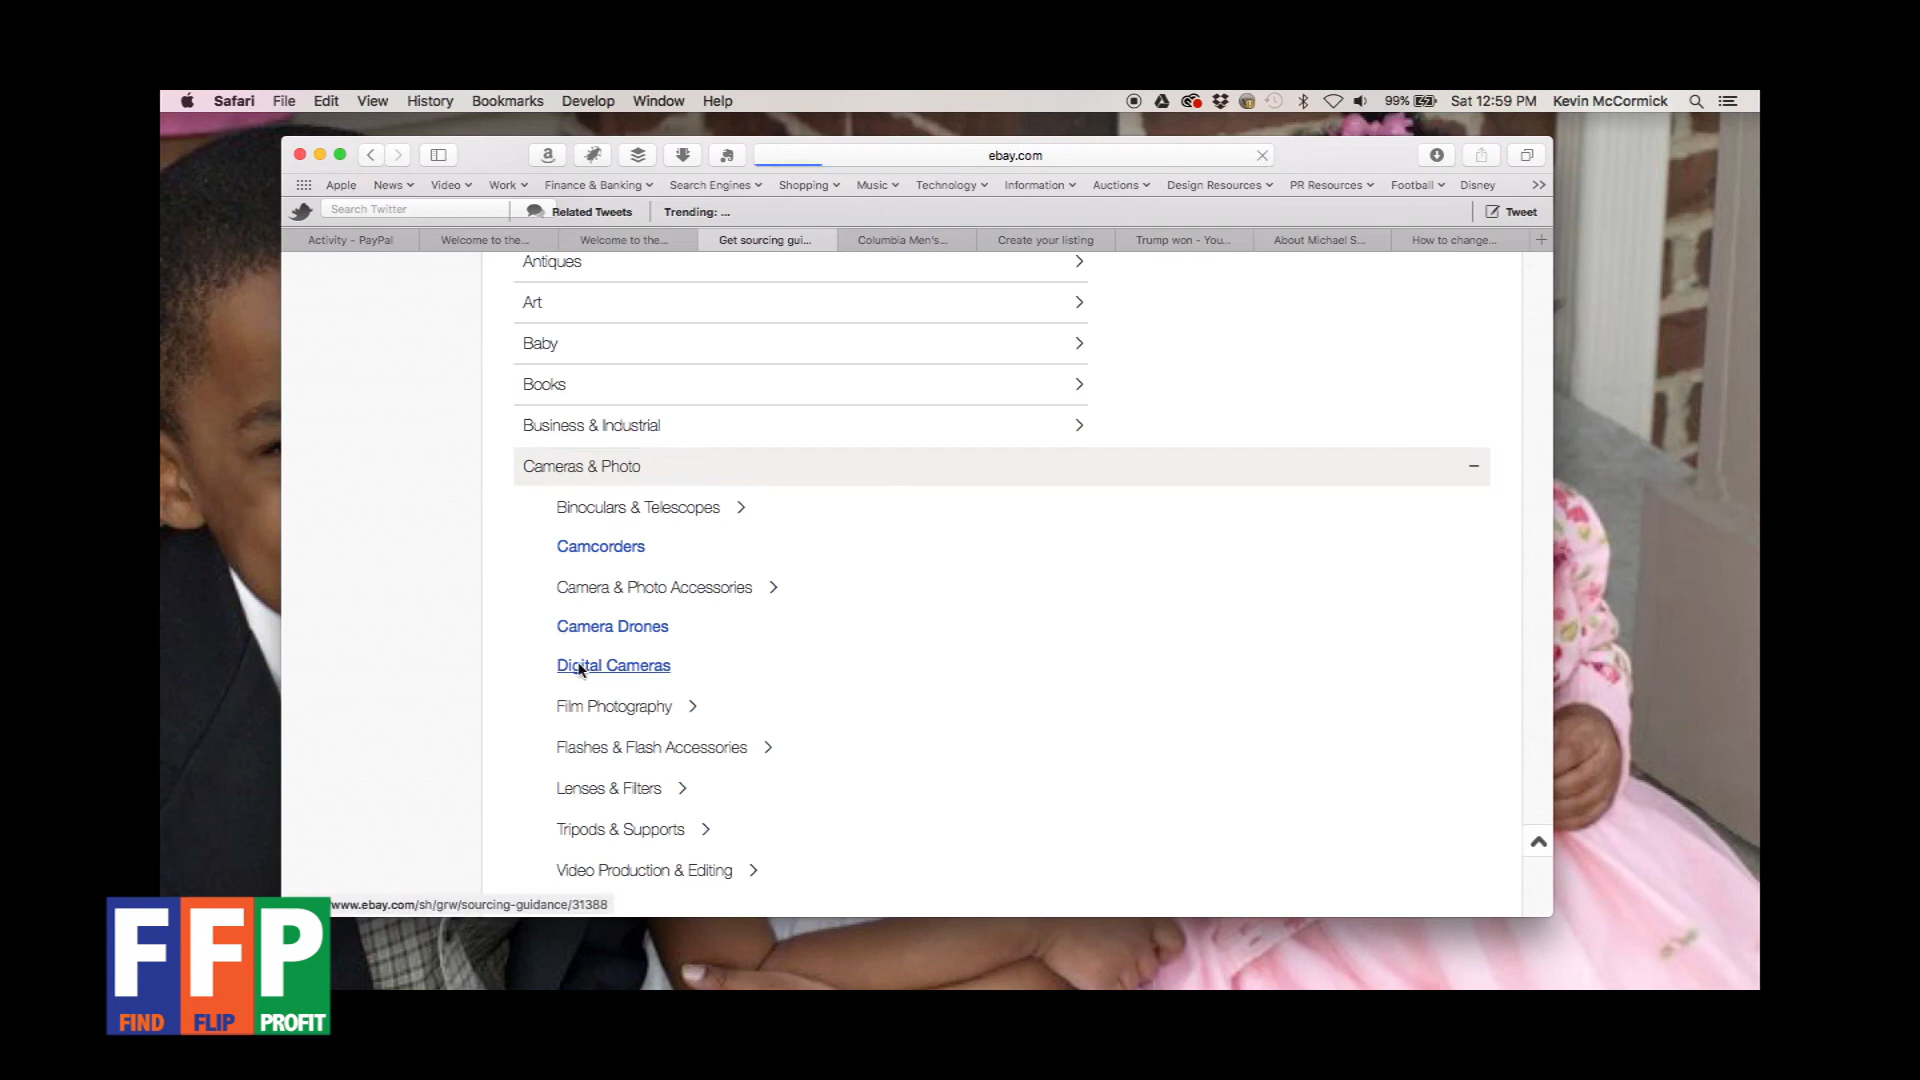 Safari File Edit View History Bookmarks Develop Window Help 99% Sat 12:59 PM Kevin McCormick
a ebay.com
Apple News Video Work Finance & Banking Search Engines Shopping Music Technology Information Auctions Design Resources PR Resources Football Disney
Search Twitter Related Tweets Trending: ... Tweet
Activity – PayPal Welcome to the... Welcome to the... Get sourcing gui... Columbia Men's... Create your listing Trump won - You... About Michael S... How to change...
Antiques
Art
Baby
Books
Business & Industrial
Cameras & Photo
Binoculars & Telescopes
Camcorders
Camera & Photo Accessories
Camera Drones
Digital Cameras
Film Photography
Flashes & Flash Accessories
Lenses & Filters
Tripods & Supports
Video Production & Editing
www.ebay.com/sh/grw/sourcing-guidance/31388
FFP
FIND FLIP PROFIT